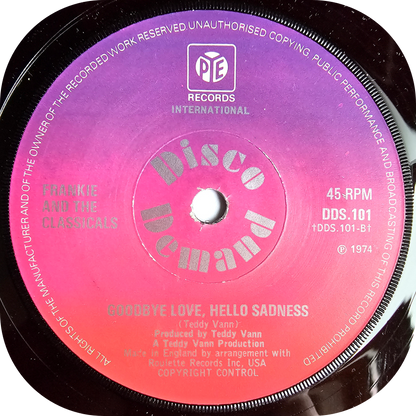 ALL RIGHTS OF THE MANUFACTURER AND OF THE OWNER OF THE RECORDED WORK RESERVED UNAUTHORISED COPYING, PUBLIC PERFORMANCE, AND BROADCASTING OF THIS RECORD PROHIBITED
PYE
RECORDS
INTERNATIONAL
Disco
Demand
FRANKIE
AND THE
CLASSICALS
45 RPM
DDS.101
†DDS.101-B†
℗ 1974
GOODBYE LOVE, HELLO SADNESS
(Teddy Vann)
Produced by Teddy Vann
A Teddy Vann Production
Made in England by arrangement with
Roulette Records Inc, USA
COPYRIGHT CONTROL